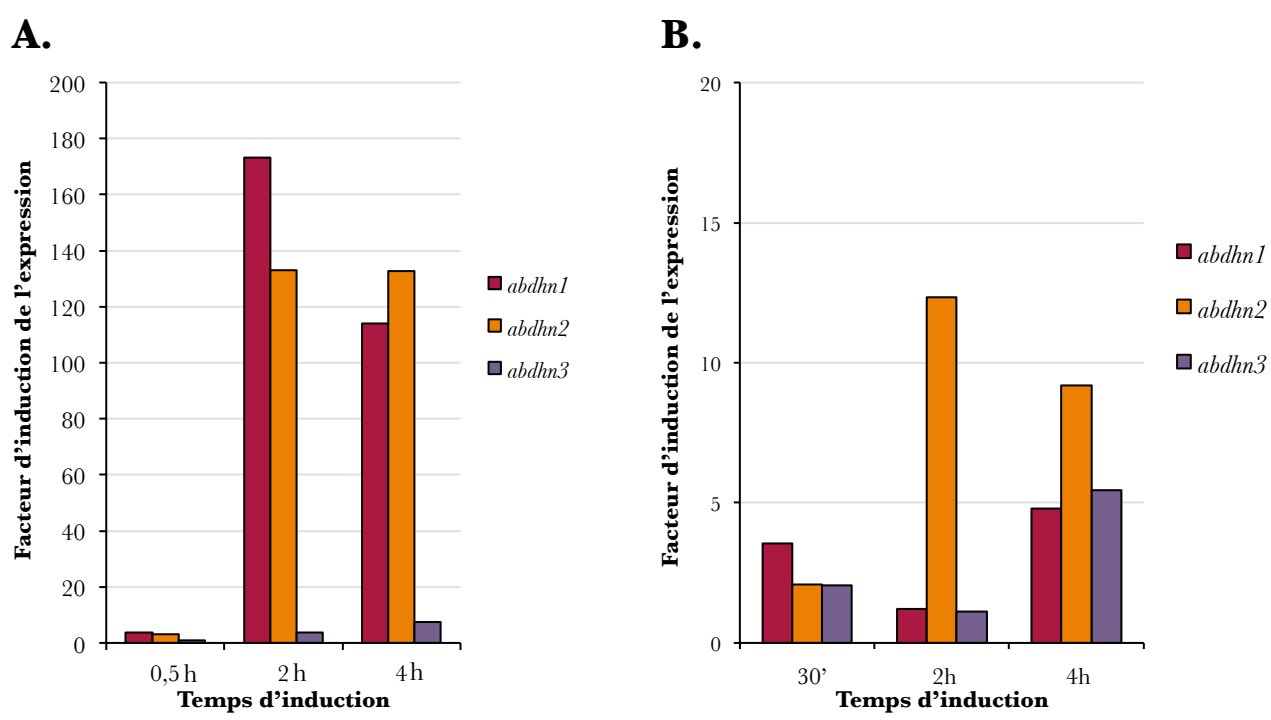 A.
Facteur d’induction de l’expression
200
180
160
140
120
100
80
60
40
20
0
0,5 h 2 h 4 h
Temps d’induction
abdhn1
abdhn2
abdhn3
B.
Facteur d’induction de l’expression
20
15
10
5
0
30’ 2h 4h
Temps d’induction
abdhn1
abdhn2
abdhn3